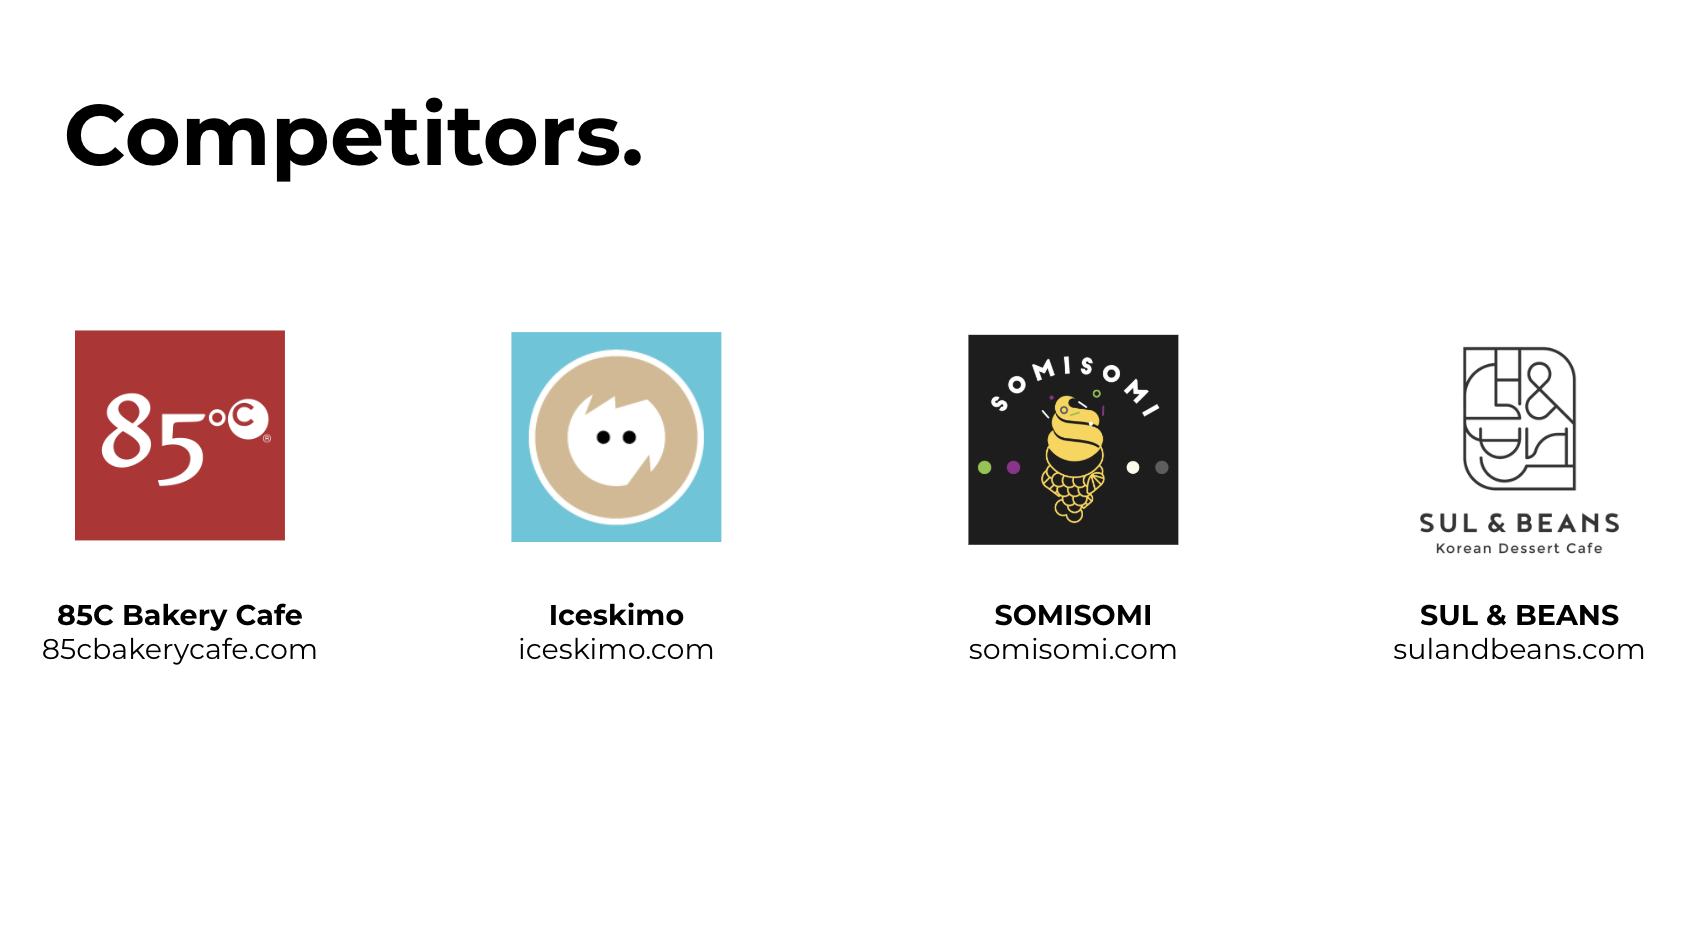 Competitors.
85°C®
SOMISOMI
SUL & BEANS
Korean Dessert Cafe
85C Bakery Cafe
85cbakerycafe.com
Iceskimo
iceskimo.com
SOMISOMI
somisomi.com
SUL & BEANS
sulandbeans.com